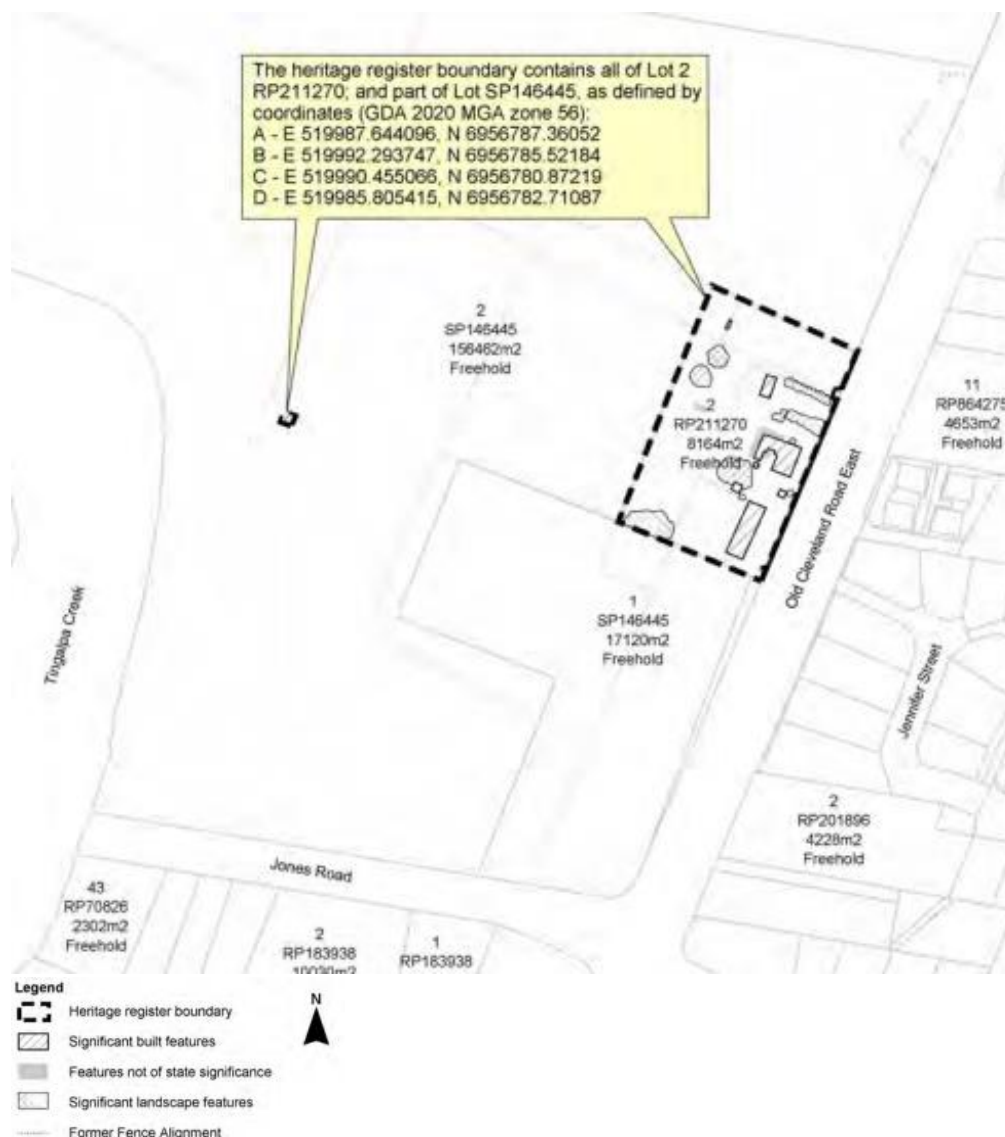 The heritage register boundary contains all of Lot 2
RP211270; and part of Lot SP146445, as defined by
coordinates (GDA 2020 MGA zone 56):
A - E 519987.644096, N 6956787.36052
B - E 519992.293747, N 6956785.52184
C - E 519990.455066, N 6956780.87219
D - E 519985.805415, N 6956782.71087
2
SP146445
156462m2
Freehold
2
RP211270
8164m2
Freehold
11
RP864275
4653m2
Freehold
Old Cleveland Road East
Tingalpa Creek
1
SP146445
17120m2
Freehold
Jennifer Street
2
RP201896
4228m2
Freehold
Jones Road
43
RP70826
2302m2
Freehold
2
RP183938
10030m2
1
RP183938
Legend
Heritage register boundary
N
Significant built features
Features not of state significance
Significant landscape features
Former Fence Alignment